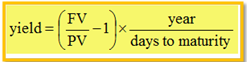 yield = (FV/PV − 1) × year/days to maturity